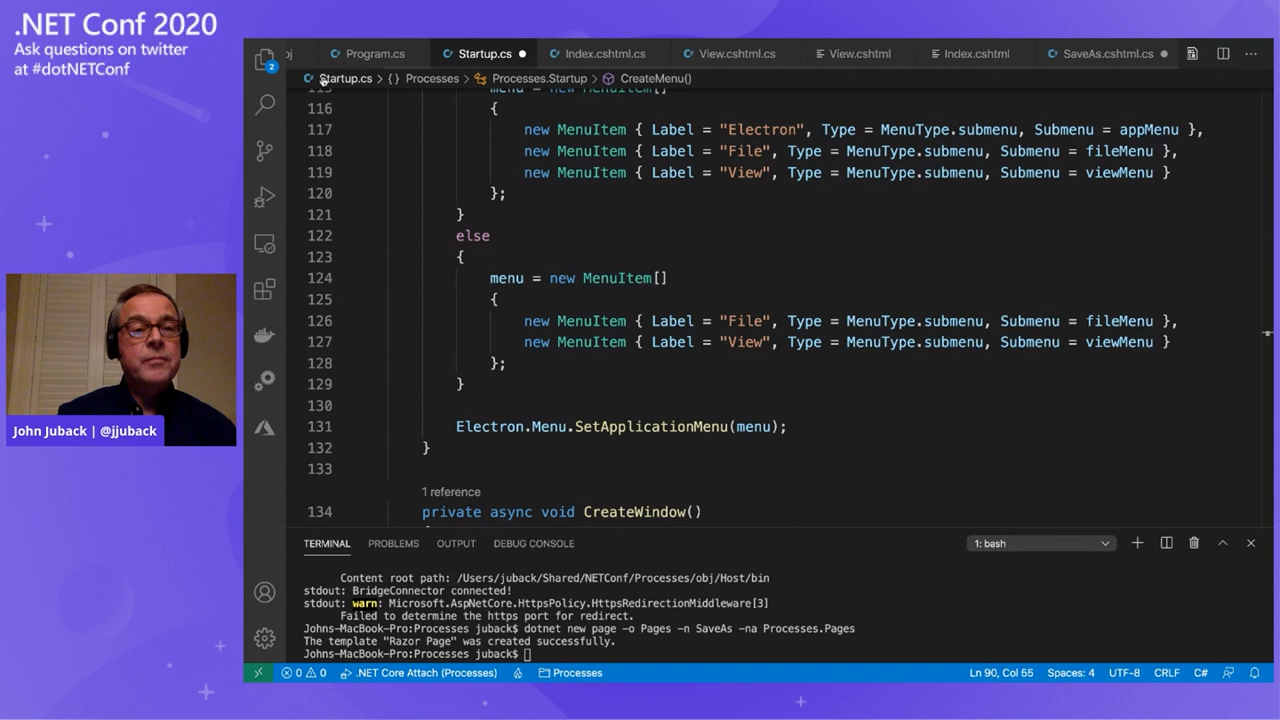 .NET Conf 2020
Ask questions on twitter
at #dotNETConf
John Juback | @jjuback
Program.cs
Startup.cs
Index.cshtml.cs
View.cshtml.cs
View.cshtml
Index.cshtml
SaveAs.cshtml.cs
Startup.cs > {} Processes > Processes.Startup > CreateMenu()
115 menu = new MenuItem[]
116 {
117 new MenuItem { Label = "Electron", Type = MenuType.submenu, Submenu = appMenu },
118 new MenuItem { Label = "File", Type = MenuType.submenu, Submenu = fileMenu },
119 new MenuItem { Label = "View", Type = MenuType.submenu, Submenu = viewMenu }
120 };
121 }
122 else
123 {
124 menu = new MenuItem[]
125 {
126 new MenuItem { Label = "File", Type = MenuType.submenu, Submenu = fileMenu },
127 new MenuItem { Label = "View", Type = MenuType.submenu, Submenu = viewMenu }
128 };
129 }
130
131 Electron.Menu.SetApplicationMenu(menu);
132 }
133
1 reference
134 private async void CreateWindow()
TERMINAL PROBLEMS OUTPUT DEBUG CONSOLE 1: bash
Content root path: /Users/juback/Shared/NETConf/Processes/obj/Host/bin
stdout: BridgeConnector connected!
stdout: warn: Microsoft.AspNetCore.HttpsPolicy.HttpsRedirectionMiddleware[3]
Failed to determine the https port for redirect.
Johns-MacBook-Pro:Processes juback$ dotnet new page -o Pages -n SaveAs -na Processes.Pages
The template "Razor Page" was created successfully.
Johns-MacBook-Pro:Processes juback$
2
0 0 .NET Core Attach (Processes) Processes Ln 90, Col 55 Spaces: 4 UTF-8 CRLF C#